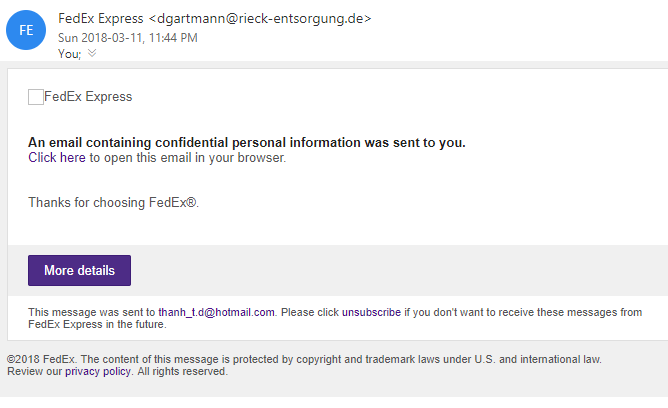 FE
FedEx Express <dgartmann@rieck-entsorgung.de>
Sun 2018-03-11, 11:44 PM
You;
FedEx Express
An email containing confidential personal information was sent to you.
Click here to open this email in your browser.
Thanks for choosing FedEx®.
More details
This message was sent to thanh_t.d@hotmail.com. Please click unsubscribe if you don't want to receive these messages from
FedEx Express in the future.
©2018 FedEx. The content of this message is protected by copyright and trademark laws under U.S. and international law.
Review our privacy policy. All rights reserved.